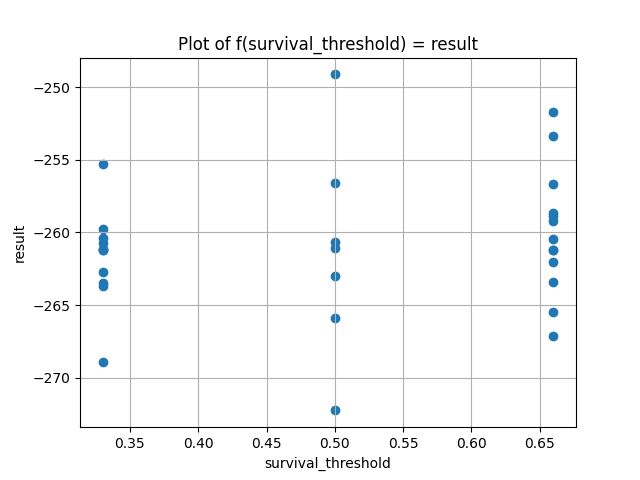 Plot of f(survival_threshold) = result
−250
−255
−260
−265
−270
result
0.35 0.40 0.45 0.50 0.55 0.60 0.65
survival_threshold